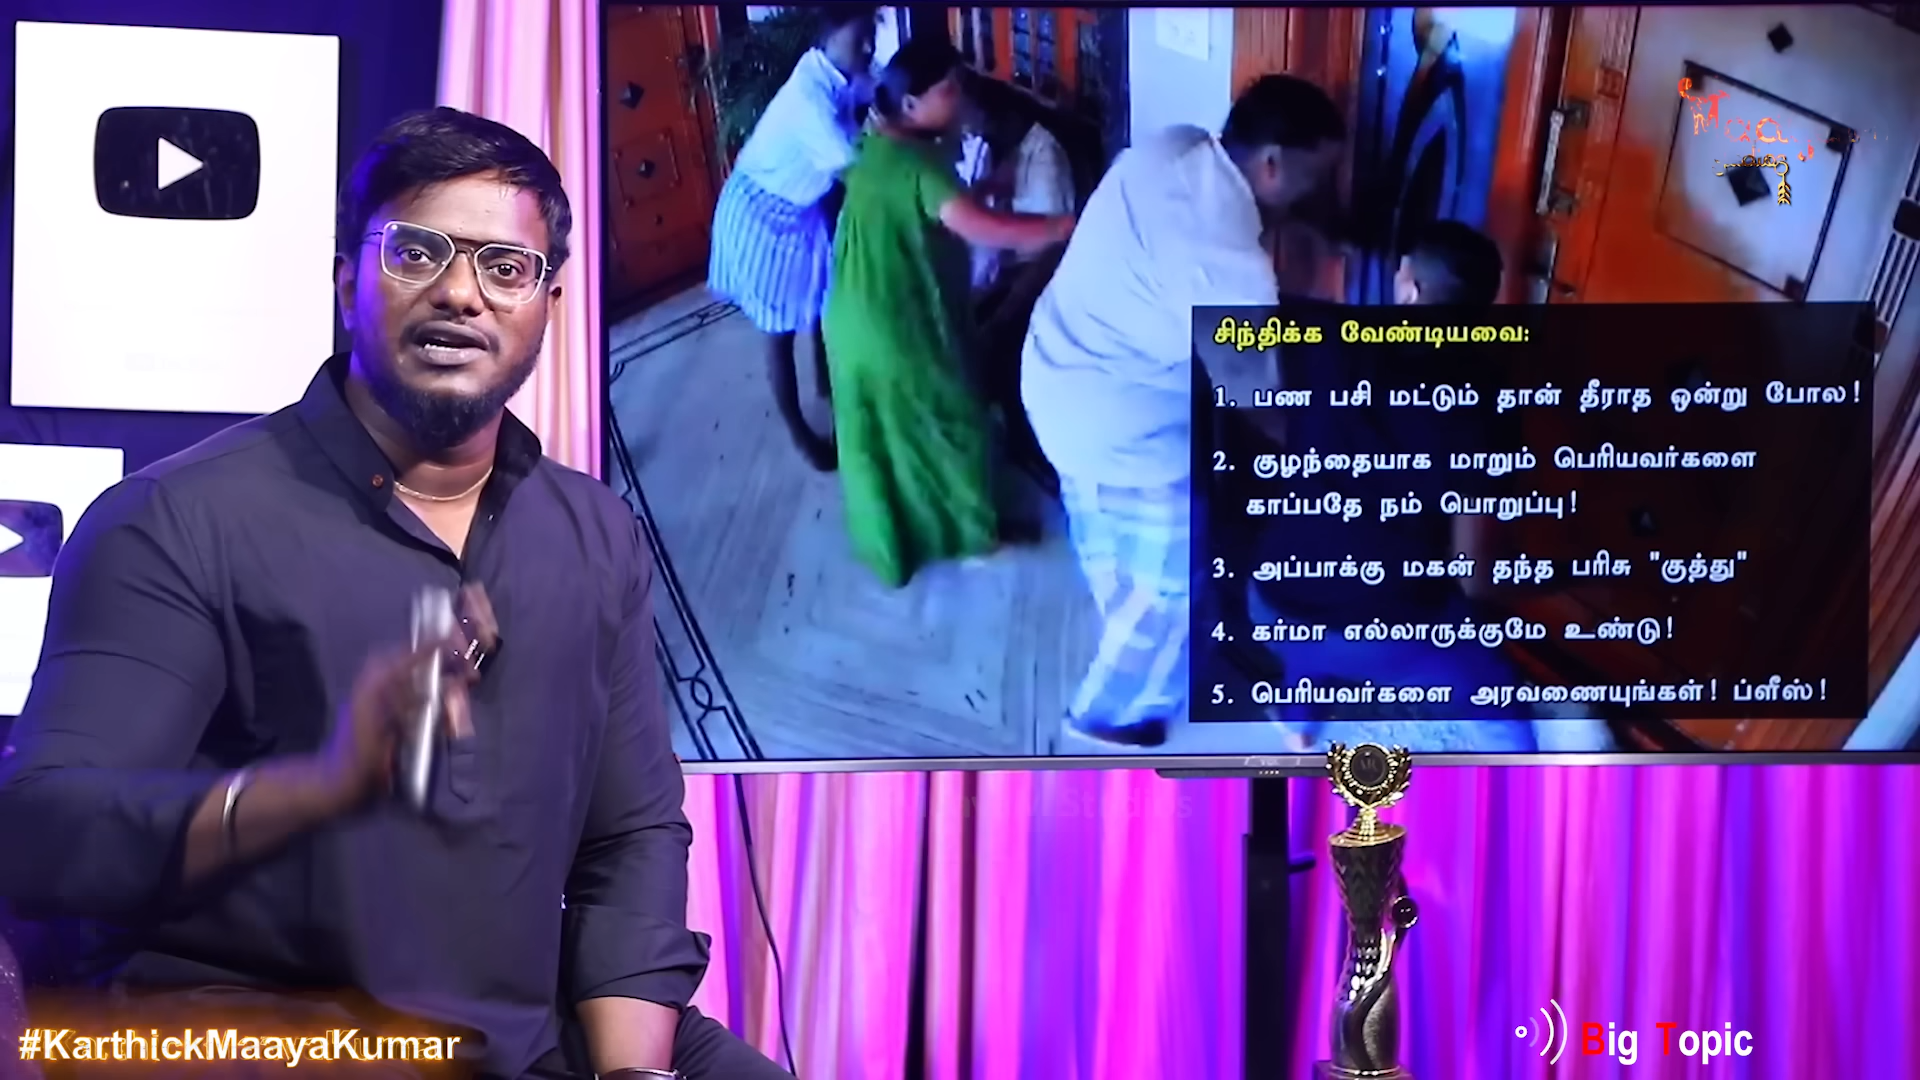 சிந்திக்க வேண்டியவை:
1. பண பசி மட்டும் தான் தீராத ஒன்று போல!
2. குழந்தையாக மாறும் பெரியவர்களை
காப்பதே நம் பொறுப்பு!
3. அப்பாக்கு மகன் தந்த பரிசு "குத்து"
4. கர்மா எல்லாருக்குமே உண்டு!
5. பெரியவர்களை அரவணையுங்கள்! ப்ளீஸ்!
#KarthickMaayaKumar
Big Topic